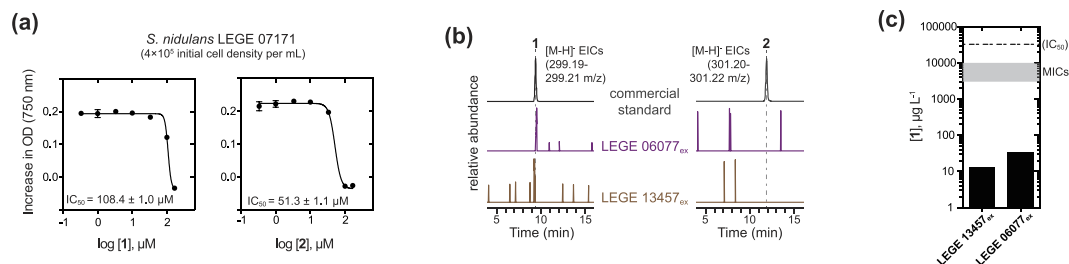 (a)
S. nidulans LEGE 07171
(4×10⁵ initial cell density per mL)
Increase in OD (750 nm)
0.2
0.1
0.0
IC₅₀ = 108.4 ± 1.0 µM
-1
0
1
2
3
log [1], µM
0.2
0.1
0.0
IC₅₀ = 51.3 ± 1.1 µM
-1
0
1
2
3
log [2], µM
(b)
relative abundance
1
[M-H]⁻ EICs
(299.19-
299.21 m/z)
[M-H]⁻ EICs
(301.20-
301.22 m/z)
2
commercial
standard
LEGE 06077ₑₓ
LEGE 13457ₑₓ
5
10
15
Time (min)
5
10
15
Time (min)
(c)
[1], µg L⁻¹
100000
10000
1000
100
10
1
(IC₅₀)
MICs
LEGE 13457ₑₓ
LEGE 06077ₑₓ